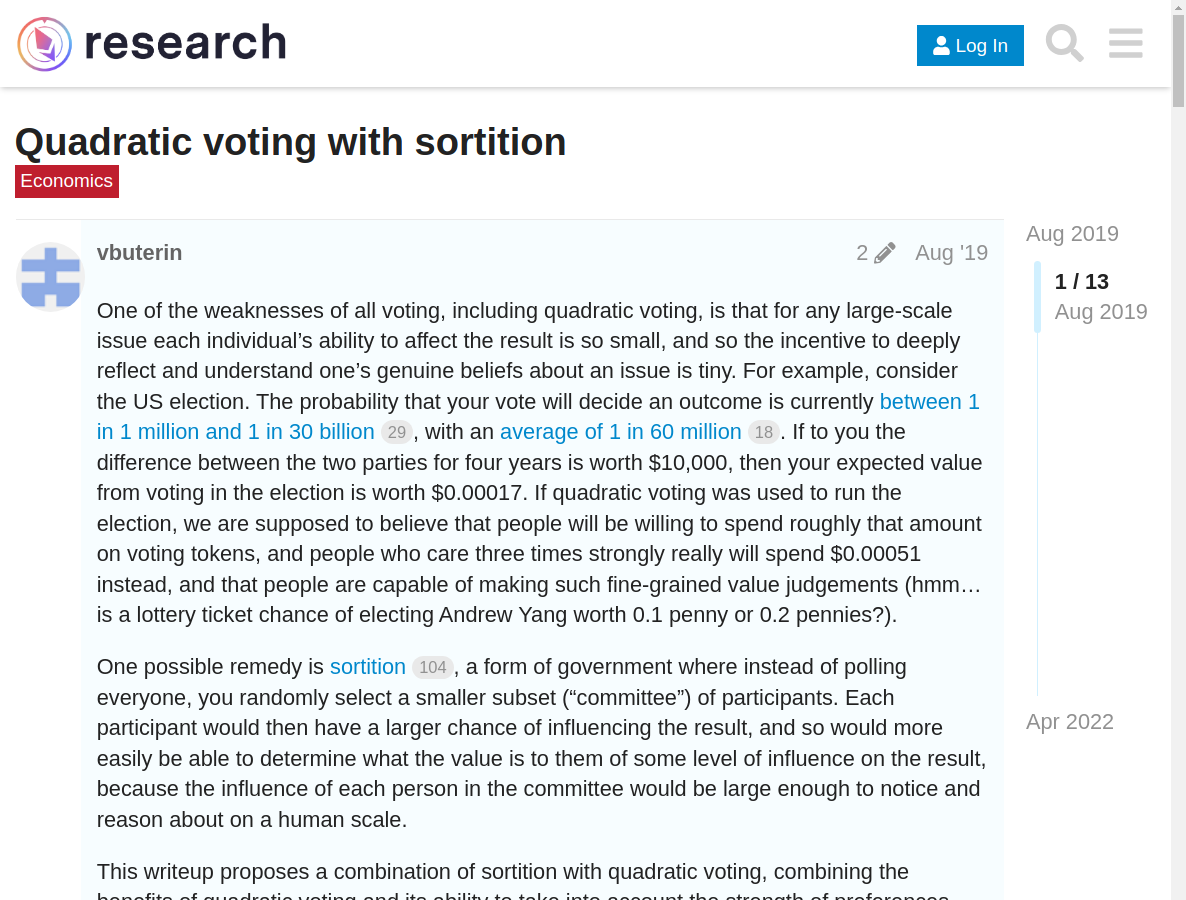 research
Log In
Quadratic voting with sortition
Economics
vbuterin
2
Aug '19
One of the weaknesses of all voting, including quadratic voting, is that for any large-scale
issue each individual’s ability to affect the result is so small, and so the incentive to deeply
reflect and understand one’s genuine beliefs about an issue is tiny. For example, consider
the US election. The probability that your vote will decide an outcome is currently between 1
in 1 million and 1 in 30 billion 29 , with an average of 1 in 60 million 18 . If to you the
difference between the two parties for four years is worth $10,000, then your expected value
from voting in the election is worth $0.00017. If quadratic voting was used to run the
election, we are supposed to believe that people will be willing to spend roughly that amount
on voting tokens, and people who care three times strongly really will spend $0.00051
instead, and that people are capable of making such fine-grained value judgements (hmm…
is a lottery ticket chance of electing Andrew Yang worth 0.1 penny or 0.2 pennies?).
One possible remedy is sortition 104 , a form of government where instead of polling
everyone, you randomly select a smaller subset (“committee”) of participants. Each
participant would then have a larger chance of influencing the result, and so would more
easily be able to determine what the value is to them of some level of influence on the result,
because the influence of each person in the committee would be large enough to notice and
reason about on a human scale.
This writeup proposes a combination of sortition with quadratic voting, combining the
benefits of quadratic voting and its ability to take into account the strength of preferences
Aug 2019
1 / 13
Aug 2019
Apr 2022